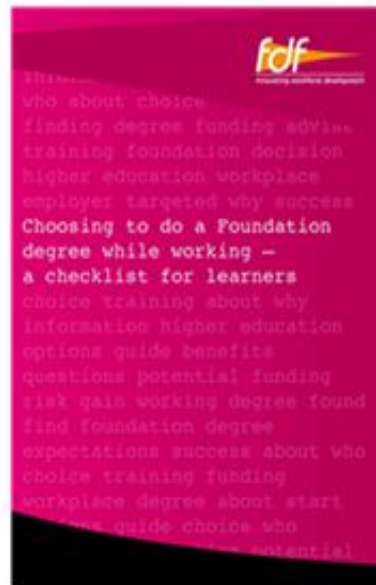 fdf
innovating workforce development
who about choice
finding degree funding advise
training foundation decision
higher education workplace
employer targeted why success
Choosing to do a Foundation
degree while working –
a checklist for learners
choice training about why
information higher education
options guide benefits
questions potential funding
risk gain working degree found
find foundation degree
expectations success about who
choice training funding
workplace degree about start
guide choice who
potential